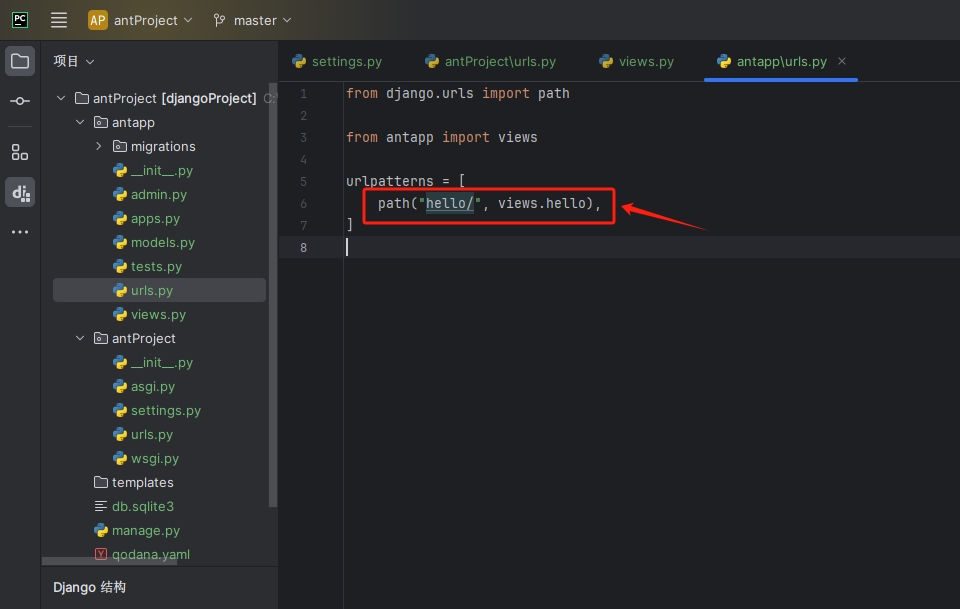 PC AP antProject master
项目
settings.py antProject\urls.py views.py antapp\urls.py
antProject [djangoProject] C:
antapp
migrations
__init__.py
admin.py
apps.py
models.py
tests.py
urls.py
views.py
antProject
__init__.py
asgi.py
settings.py
urls.py
wsgi.py
templates
db.sqlite3
manage.py
Y qodana.yaml
Django 结构
1 from django.urls import path
2
3 from antapp import views
4
5 urlpatterns = [
6 path("hello/", views.hello),
7 ]
8